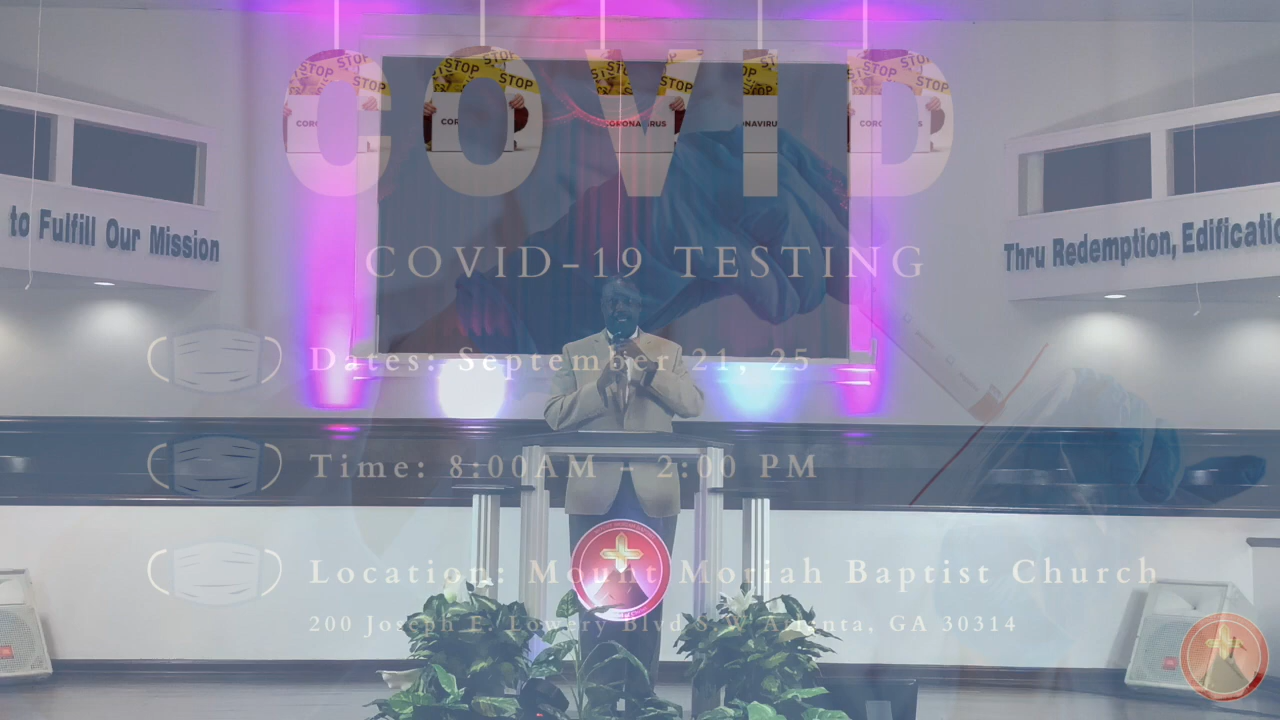 COVID
STOP STOP STOP STOP STOP STOP STOP
CORONAVIRUS
to Fulfill Our Mission
Thru Redemption, Edificatio
COVID-19 TESTING
Dates: September 21, 25
Time: 8:00AM - 2:00 PM
Location: Mount Moriah Baptist Church
200 Joseph E. Lowery Blvd S.W Atlanta, GA 30314